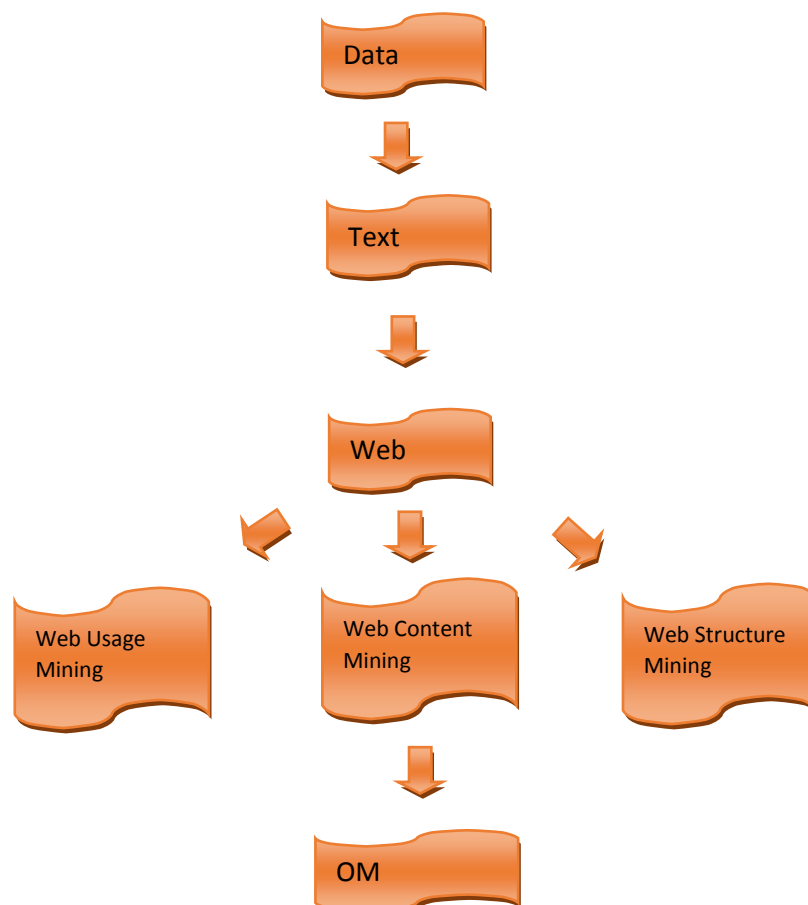 Data
Text
Web
Web Usage
Mining
Web Content
Mining
Web Structure
Mining
OM